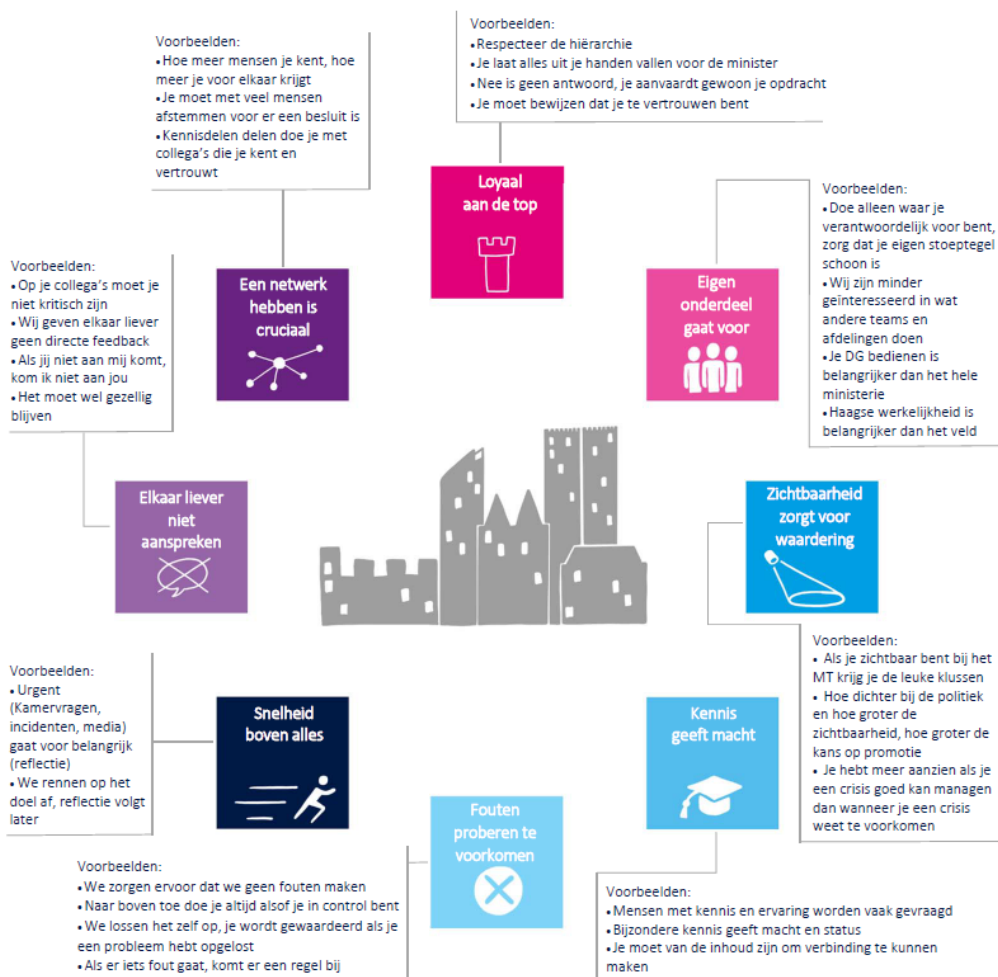 Voorbeelden:
• Hoe meer mensen je kent, hoe
meer je voor elkaar krijgt
• Je moet met veel mensen
afstemmen voor er een besluit is
• Kennisdelen delen doe je met
collega's die je kent en
vertrouwt
Voorbeelden:
• Respecteer de hiërarchie
• Je laat alles uit je handen vallen voor de minister
• Nee is geen antwoord, je aanvaardt gewoon je opdracht
• Je moet bewijzen dat je te vertrouwen bent
Loyaal
aan de top
Een netwerk
hebben is
cruciaal
Eigen
onderdeel
gaat voor
Voorbeelden:
• Doe alleen waar je
verantwoordelijk voor bent,
zorg dat je eigen stoeptegel
schoon is
• Wij zijn minder
geïnteresseerd in wat
andere teams en
afdelingen doen
• Je DG bedienen is
belangrijker dan het hele
ministerie
• Haagse werkelijkheid is
belangrijker dan het veld
Voorbeelden:
• Op je collega's moet je
niet kritisch zijn
• Wij geven elkaar liever
geen directe feedback
• Als jij niet aan mij komt,
kom ik niet aan jou
• Het moet wel gezellig
blijven
Elkaar liever
niet
aanspreken
Zichtbaarheid
zorgt voor
waardering
Voorbeelden:
• Als je zichtbaar bent bij het
MT krijg je de leuke klussen
• Hoe dichter bij de politiek
en hoe groter de
zichtbaarheid, hoe groter de
kans op promotie
• Je hebt meer aanzien als je
een crisis goed kan managen
dan wanneer je een crisis
weet te voorkomen
Voorbeelden:
• Urgent
(Kamervragen,
incidenten, media)
gaat voor belangrijk
(reflectie)
• We rennen op het
doel af, reflectie volgt
later
Snelheid
boven alles
Kennis
geeft macht
Fouten
proberen te
voorkomen
Voorbeelden:
• We zorgen ervoor dat we geen fouten maken
• Naar boven toe doe je altijd alsof je in control bent
• We lossen het zelf op, je wordt gewaardeerd als je
een probleem hebt opgelost
• Als er iets fout gaat, komt er een regel bij
Voorbeelden:
• Mensen met kennis en ervaring worden vaak gevraagd
• Bijzondere kennis geeft macht en status
• Je moet van de inhoud zijn om verbinding te kunnen
maken